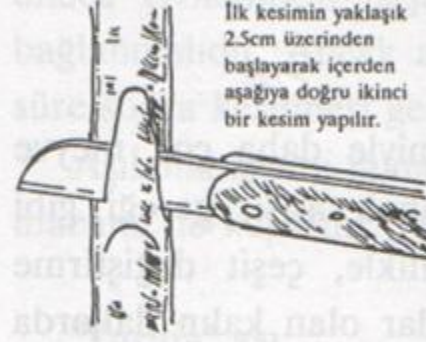 İlk kesimin yaklaşık
2.5cm üzerinden
başlayarak içerden
aşağıya doğru ikinci
bir kesim yapılır.